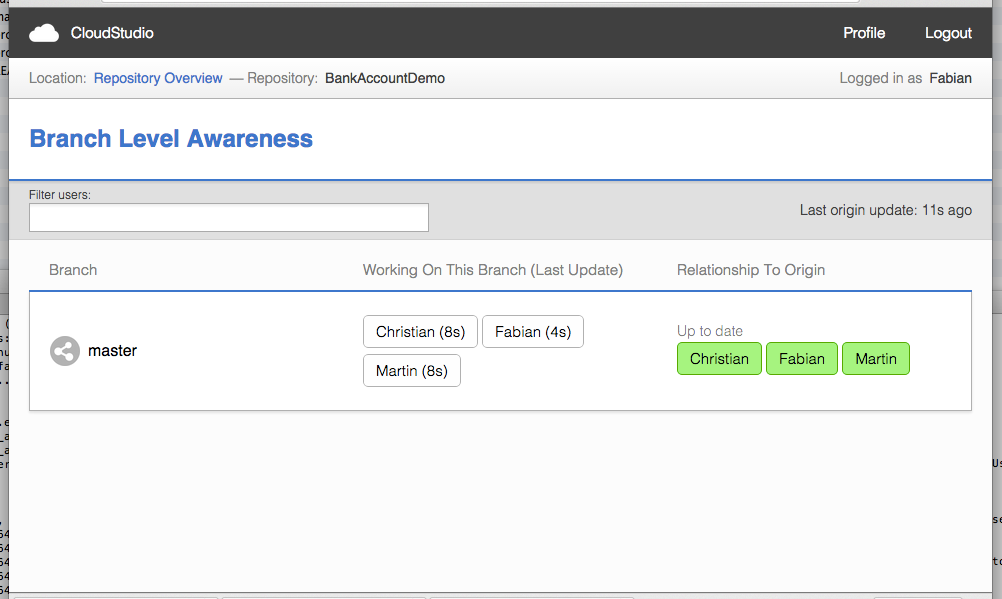 CloudStudio Profile Logout
Location: Repository Overview — Repository: BankAccountDemo Logged in as Fabian
Branch Level Awareness
Filter users:
Last origin update: 11s ago
Branch Working On This Branch (Last Update) Relationship To Origin
master
Christian (8s) Fabian (4s)
Martin (8s)
Up to date
Christian Fabian Martin